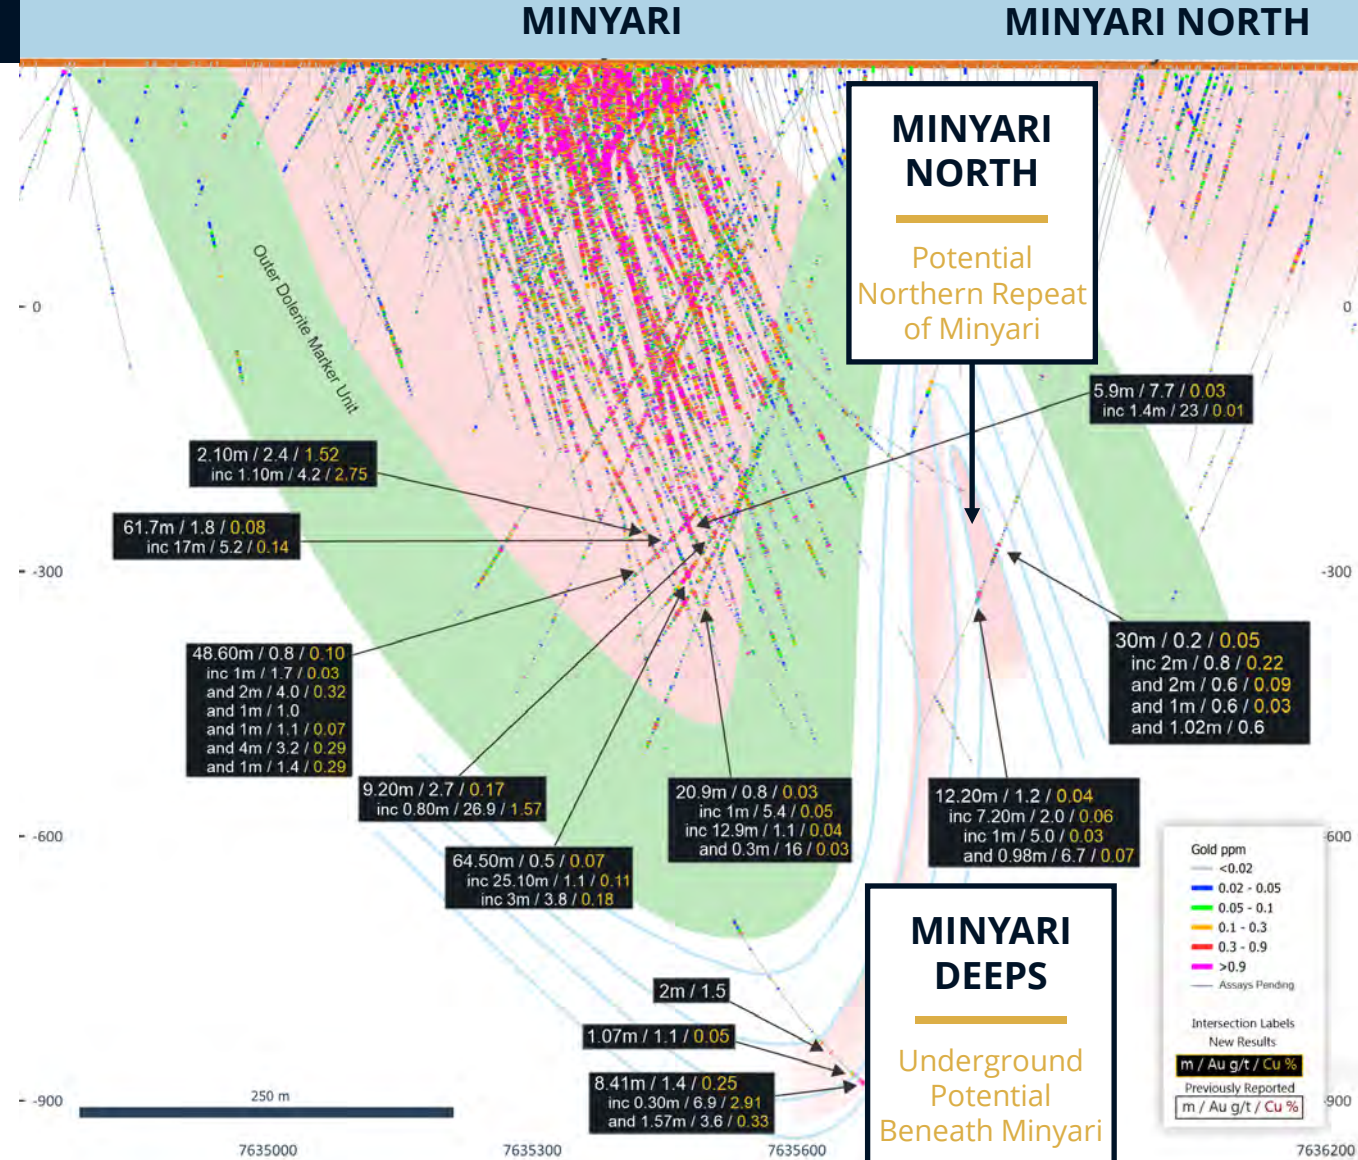 MINYARI
MINYARI NORTH
MINYARI
NORTH
Potential
Northern Repeat
of Minyari
Outer Dolerite Marker Unit
0
0
5.9m / 7.7 / 0.03
inc 1.4m / 23 / 0.01
2.10m / 2.4 / 1.52
inc 1.10m / 4.2 / 2.75
61.7m / 1.8 / 0.08
inc 17m / 5.2 / 0.14
-300
-300
48.60m / 0.8 / 0.10
inc 1m / 1.7 / 0.03
and 2m / 4.0 / 0.32
and 1m / 1.0
and 1m / 1.1 / 0.07
and 4m / 3.2 / 0.29
and 1m / 1.4 / 0.29
30m / 0.2 / 0.05
inc 2m / 0.8 / 0.22
and 2m / 0.6 / 0.09
and 1m / 0.6 / 0.03
and 1.02m / 0.6
9.20m / 2.7 / 0.17
inc 0.80m / 26.9 / 1.57
20.9m / 0.8 / 0.03
inc 1m / 5.4 / 0.05
inc 12.9m / 1.1 / 0.04
and 0.3m / 16 / 0.03
12.20m / 1.2 / 0.04
inc 7.20m / 2.0 / 0.06
inc 1m / 5.0 / 0.03
and 0.98m / 6.7 / 0.07
-600
600
64.50m / 0.5 / 0.07
inc 25.10m / 1.1 / 0.11
inc 3m / 3.8 / 0.18
MINYARI
DEEPS
Underground
Potential
Beneath Minyari
2m / 1.5
1.07m / 1.1 / 0.05
8.41m / 1.4 / 0.25
inc 0.30m / 6.9 / 2.91
and 1.57m / 3.6 / 0.33
Gold ppm
<0.02
0.02 - 0.05
0.05 - 0.1
0.1 - 0.3
0.3 - 0.9
>0.9
Assays Pending
Intersection Labels
New Results
m / Au g/t / Cu %
Previously Reported
m / Au g/t / Cu %
-900
900
250 m
7635000
7635300
7635600
7636200